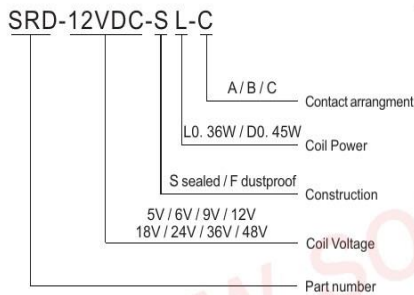 SRD-12VDC-S L-C
A / B / C
Contact arrangment
L0. 36W / D0. 45W
Coil Power
S sealed / F dustproof
Construction
5V / 6V / 9V / 12V
18V / 24V / 36V / 48V
Coil Voltage
Part number